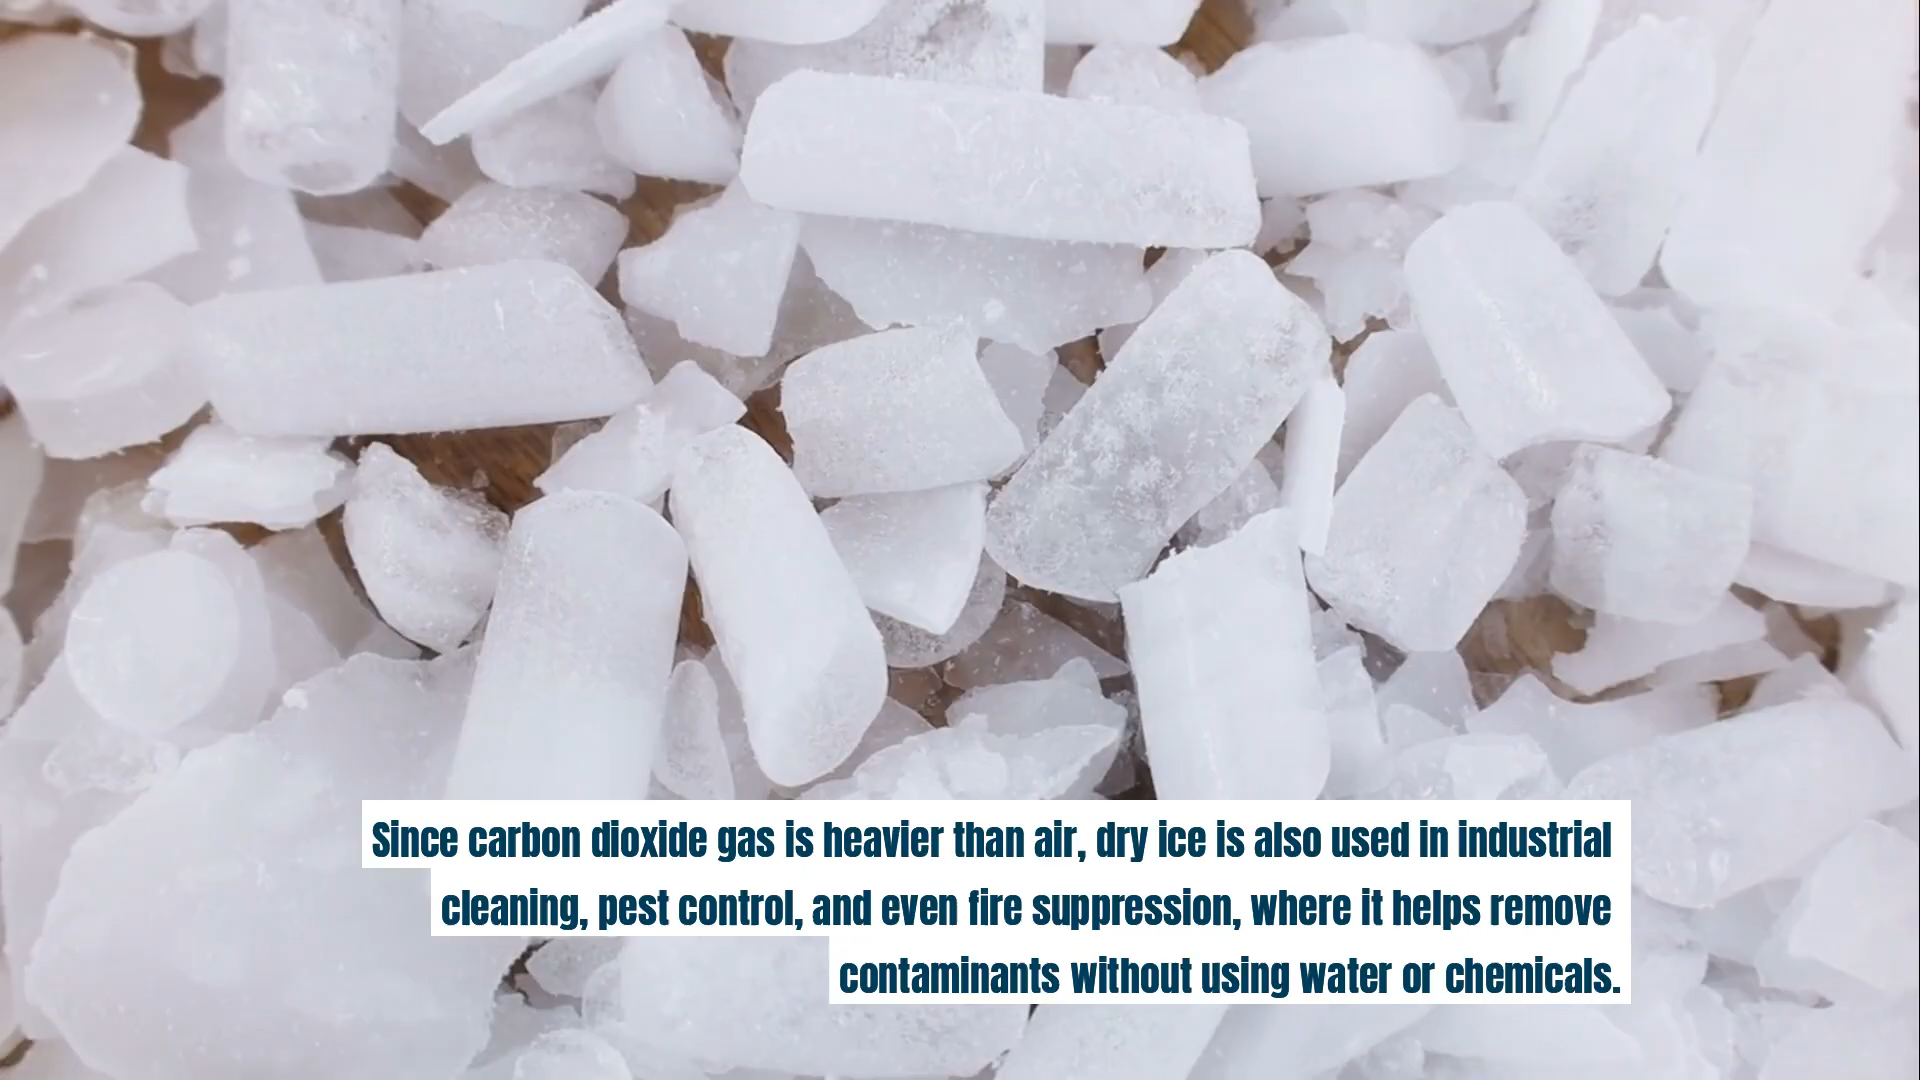 Since carbon dioxide gas is heavier than air, dry ice is also used in industrial
cleaning, pest control, and even fire suppression, where it helps remove
contaminants without using water or chemicals.